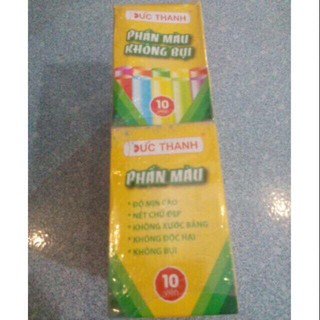 ĐỨC THANH
PHẤN MÀU
KHÔNG BỤI
10
ĐỨC THANH
PHẤN MÀU
• ĐỘ BỀN CAO
• NÉT CHỮ ĐẸP
• KHÔNG XƯỚC BẢNG
• KHÔNG ĐỘC HẠI
• KHÔNG BỤI
10